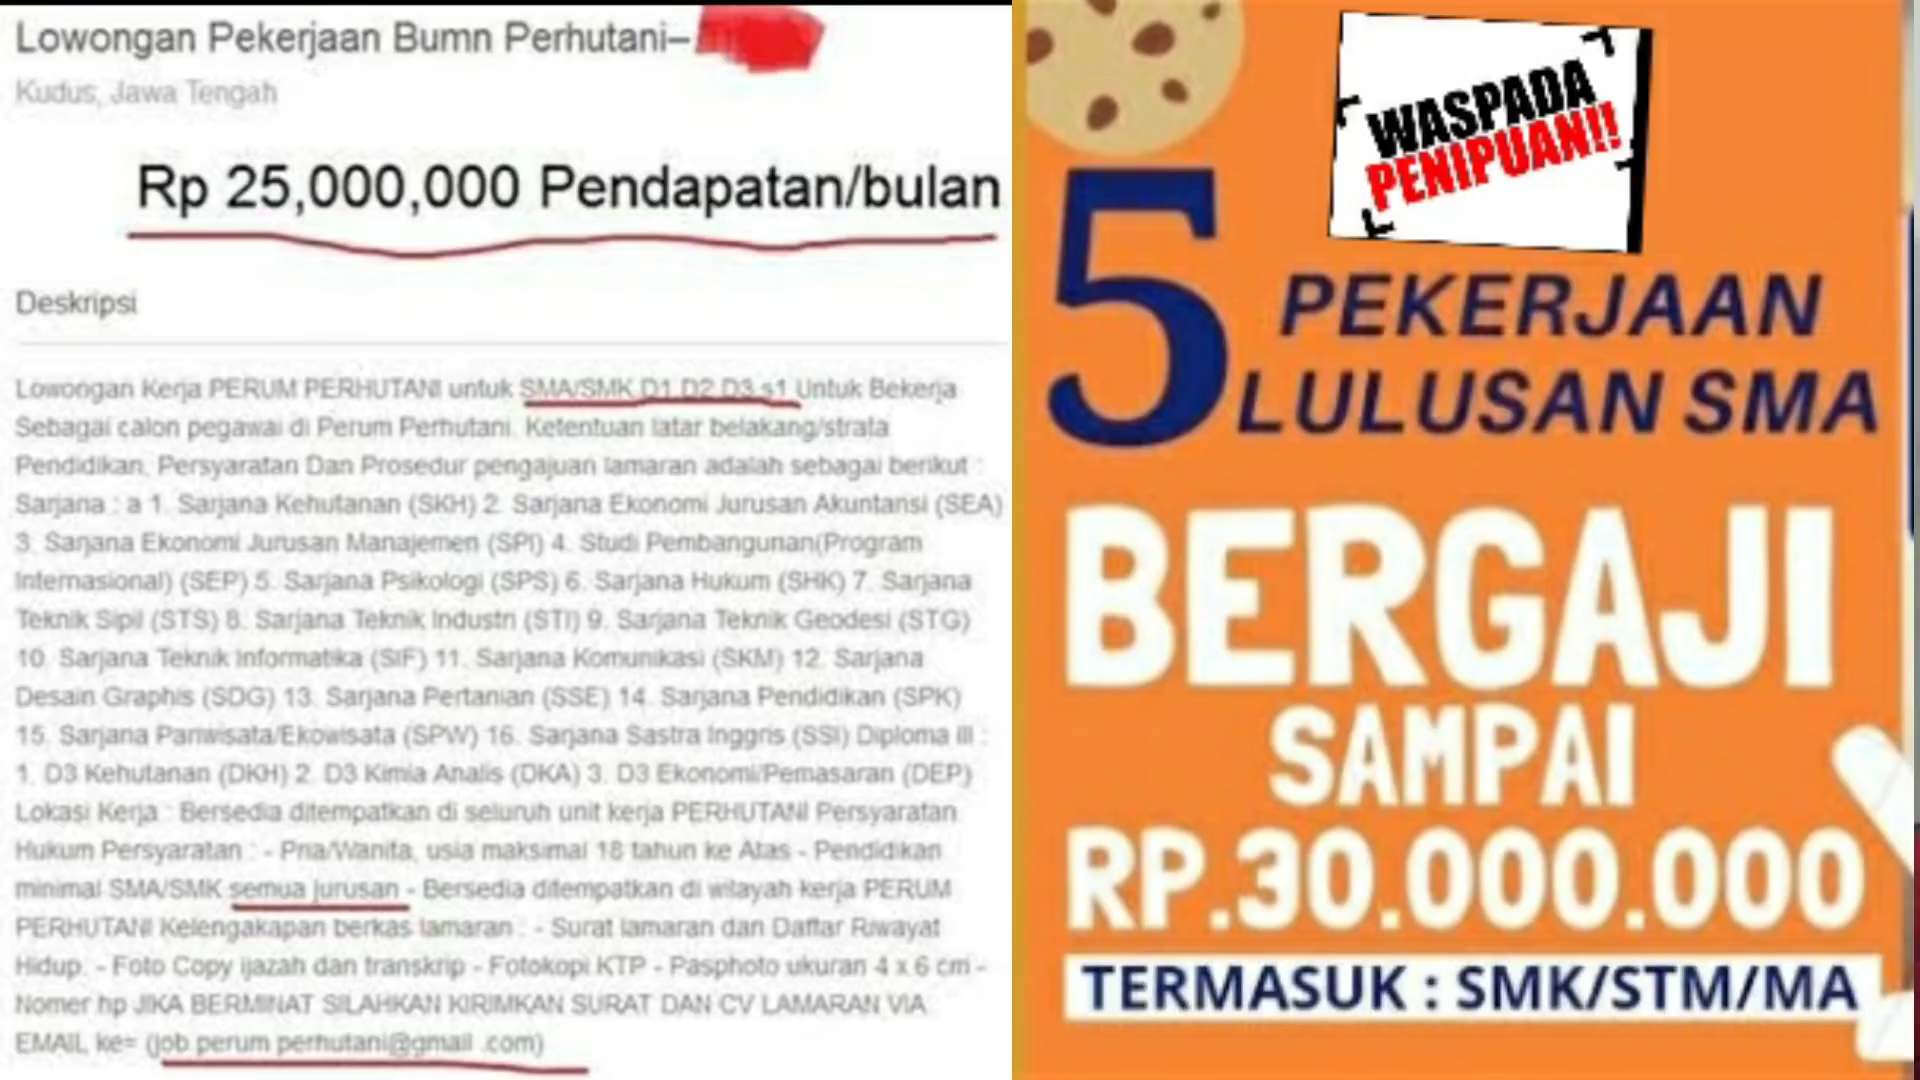 Lowongan Pekerjaan Bumn Perhutani–
Kudus, Jawa Tengah
Rp 25,000,000 Pendapatan/bulan
Deskripsi
Lowongan Kerja PERUM PERHUTANI untuk SMA/SMK D1 D2 D3 s1 Untuk Bekerja
Sebagai calon pegawai di Perum Perhutani. Ketentuan latar belakang/strata
Pendidikan, Persyaratan Dan Prosedur pengajuan lamaran adalah sebagai berikut :
Sarjana : a 1. Sarjana Kehutanan (SKH) 2. Sarjana Ekonomi Jurusan Akuntansi (SEA)
3. Sarjana Ekonomi Jurusan Manajemen (SPI) 4. Studi Pembangunan(Program
Internasional) (SEP) 5. Sarjana Psikologi (SPS) 6. Sarjana Hukum (SHK) 7. Sarjana
Teknik Sipil (STS) 8. Sarjana Teknik Industri (STI) 9. Sarjana Teknik Geodesi (STG)
10. Sarjana Teknik Informatika (SIF) 11. Sarjana Komunikasi (SKM) 12. Sarjana
Desain Graphis (SDG) 13. Sarjana Pertanian (SSE) 14. Sarjana Pendidikan (SPK)
15. Sarjana Pariwisata/Ekowisata (SPW) 16. Sarjana Sastra Inggris (SSI) Diploma III :
1. D3 Kehutanan (DKH) 2. D3 Kimia Analis (DKA) 3. D3 Ekonomi/Pemasaran (DEP)
Lokasi Kerja : Bersedia ditempatkan di seluruh unit kerja PERHUTANI Persyaratan
Hukum Persyaratan : - Pria/Wanita, usia maksimal 18 tahun ke Atas - Pendidikan
minimal SMA/SMK semua jurusan - Bersedia ditempatkan di wilayah kerja PERUM
PERHUTANI Kelengakapan berkas lamaran : - Surat lamaran dan Daftar Riwayat
Hidup. - Foto Copy ijazah dan transkrip - Fotokopi KTP - Pasphoto ukuran 4 x 6 cm -
Nomer hp JIKA BERMINAT SILAHKAN KIRIMKAN SURAT DAN CV LAMARAN VIA
EMAIL ke= (job perum perhutani@gmail .com)
WASPADA
PENIPUAN!!
5 PEKERJAAN
LULUSAN SMA
BERGAJI
SAMPAI
RP.30.000.000
TERMASUK : SMK/STM/MA